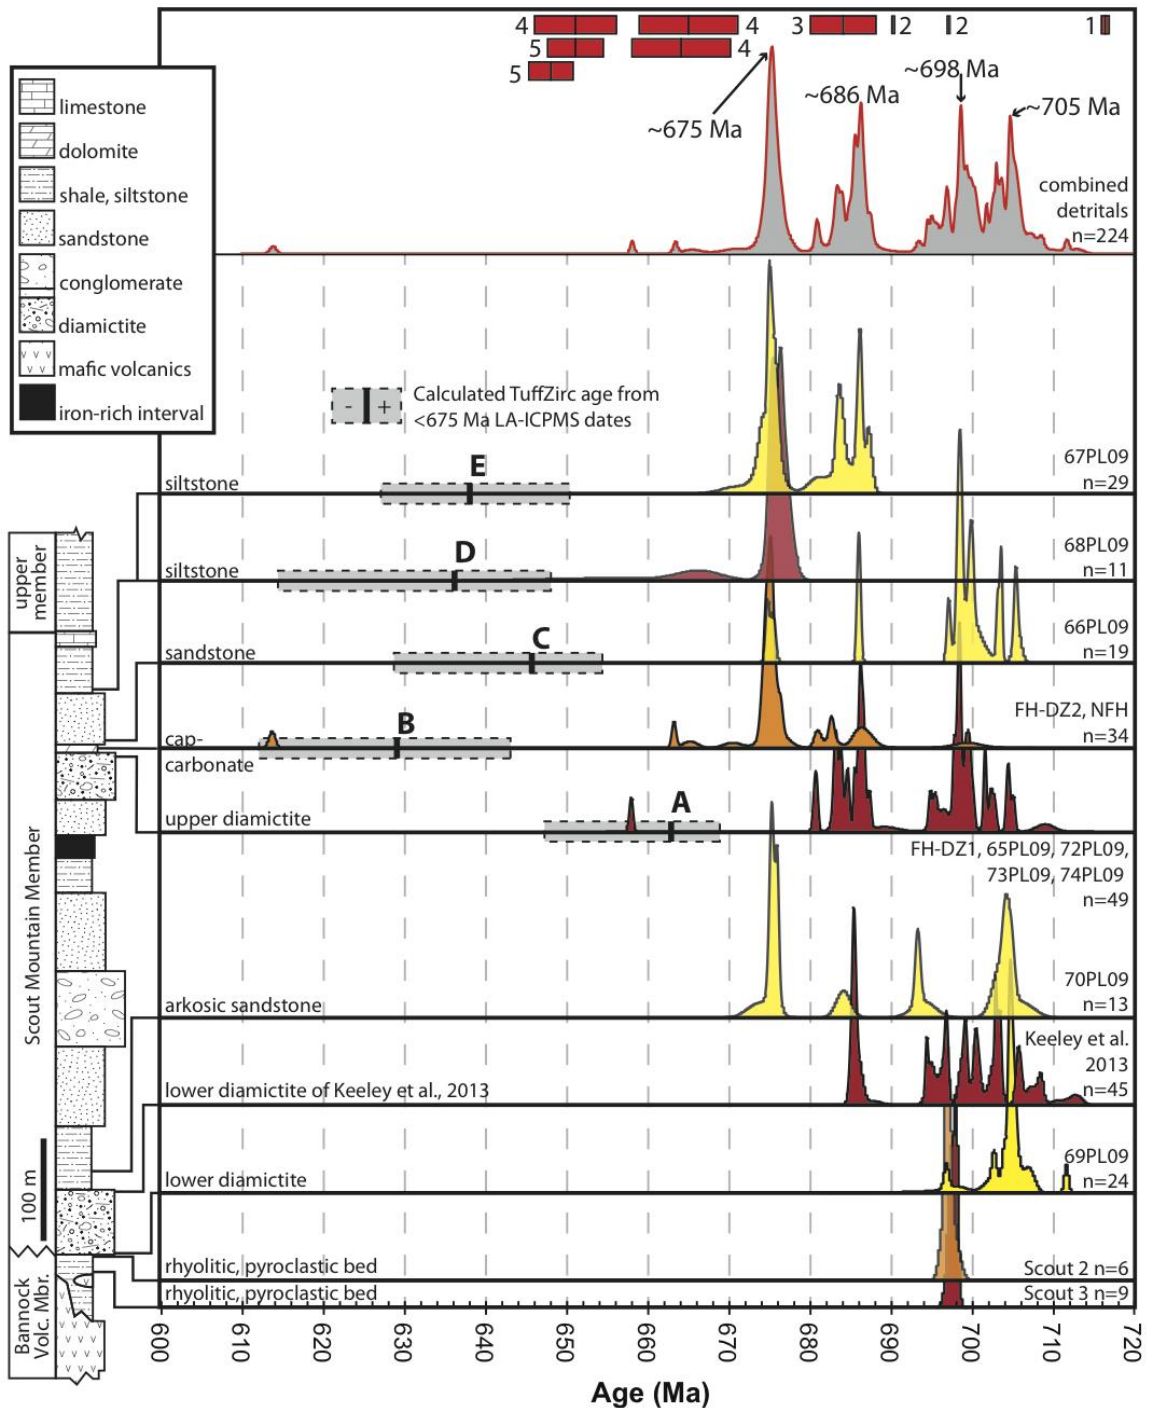 4
4
3
2
2
1
5
4
5
~675 Ma
~686 Ma
~698 Ma
~705 Ma
combined
detritals
n=224
limestone
dolomite
shale, siltstone
sandstone
conglomerate
diamictite
mafic volcanics
iron-rich interval
- +
Calculated TuffZirc age from
<675 Ma LA-ICPMS dates
siltstone
E
67PL09
n=29
siltstone
D
68PL09
n=11
sandstone
C
66PL09
n=19
cap-
carbonate
B
FH-DZ2, NFH
n=34
upper diamictite
A
FH-DZ1, 65PL09, 72PL09,
73PL09, 74PL09
n=49
arkosic sandstone
70PL09
n=13
lower diamictite of Keeley et al., 2013
Keeley et al.
2013
n=45
lower diamictite
69PL09
n=24
rhyolitic, pyroclastic bed
Scout 2 n=6
rhyolitic, pyroclastic bed
Scout 3 n=9
upper
member
Scout Mountain Member
100 m
Bannock
Volc. Mbr.
600
610
620
630
640
650
660
670
680
690
700
710
720
Age (Ma)